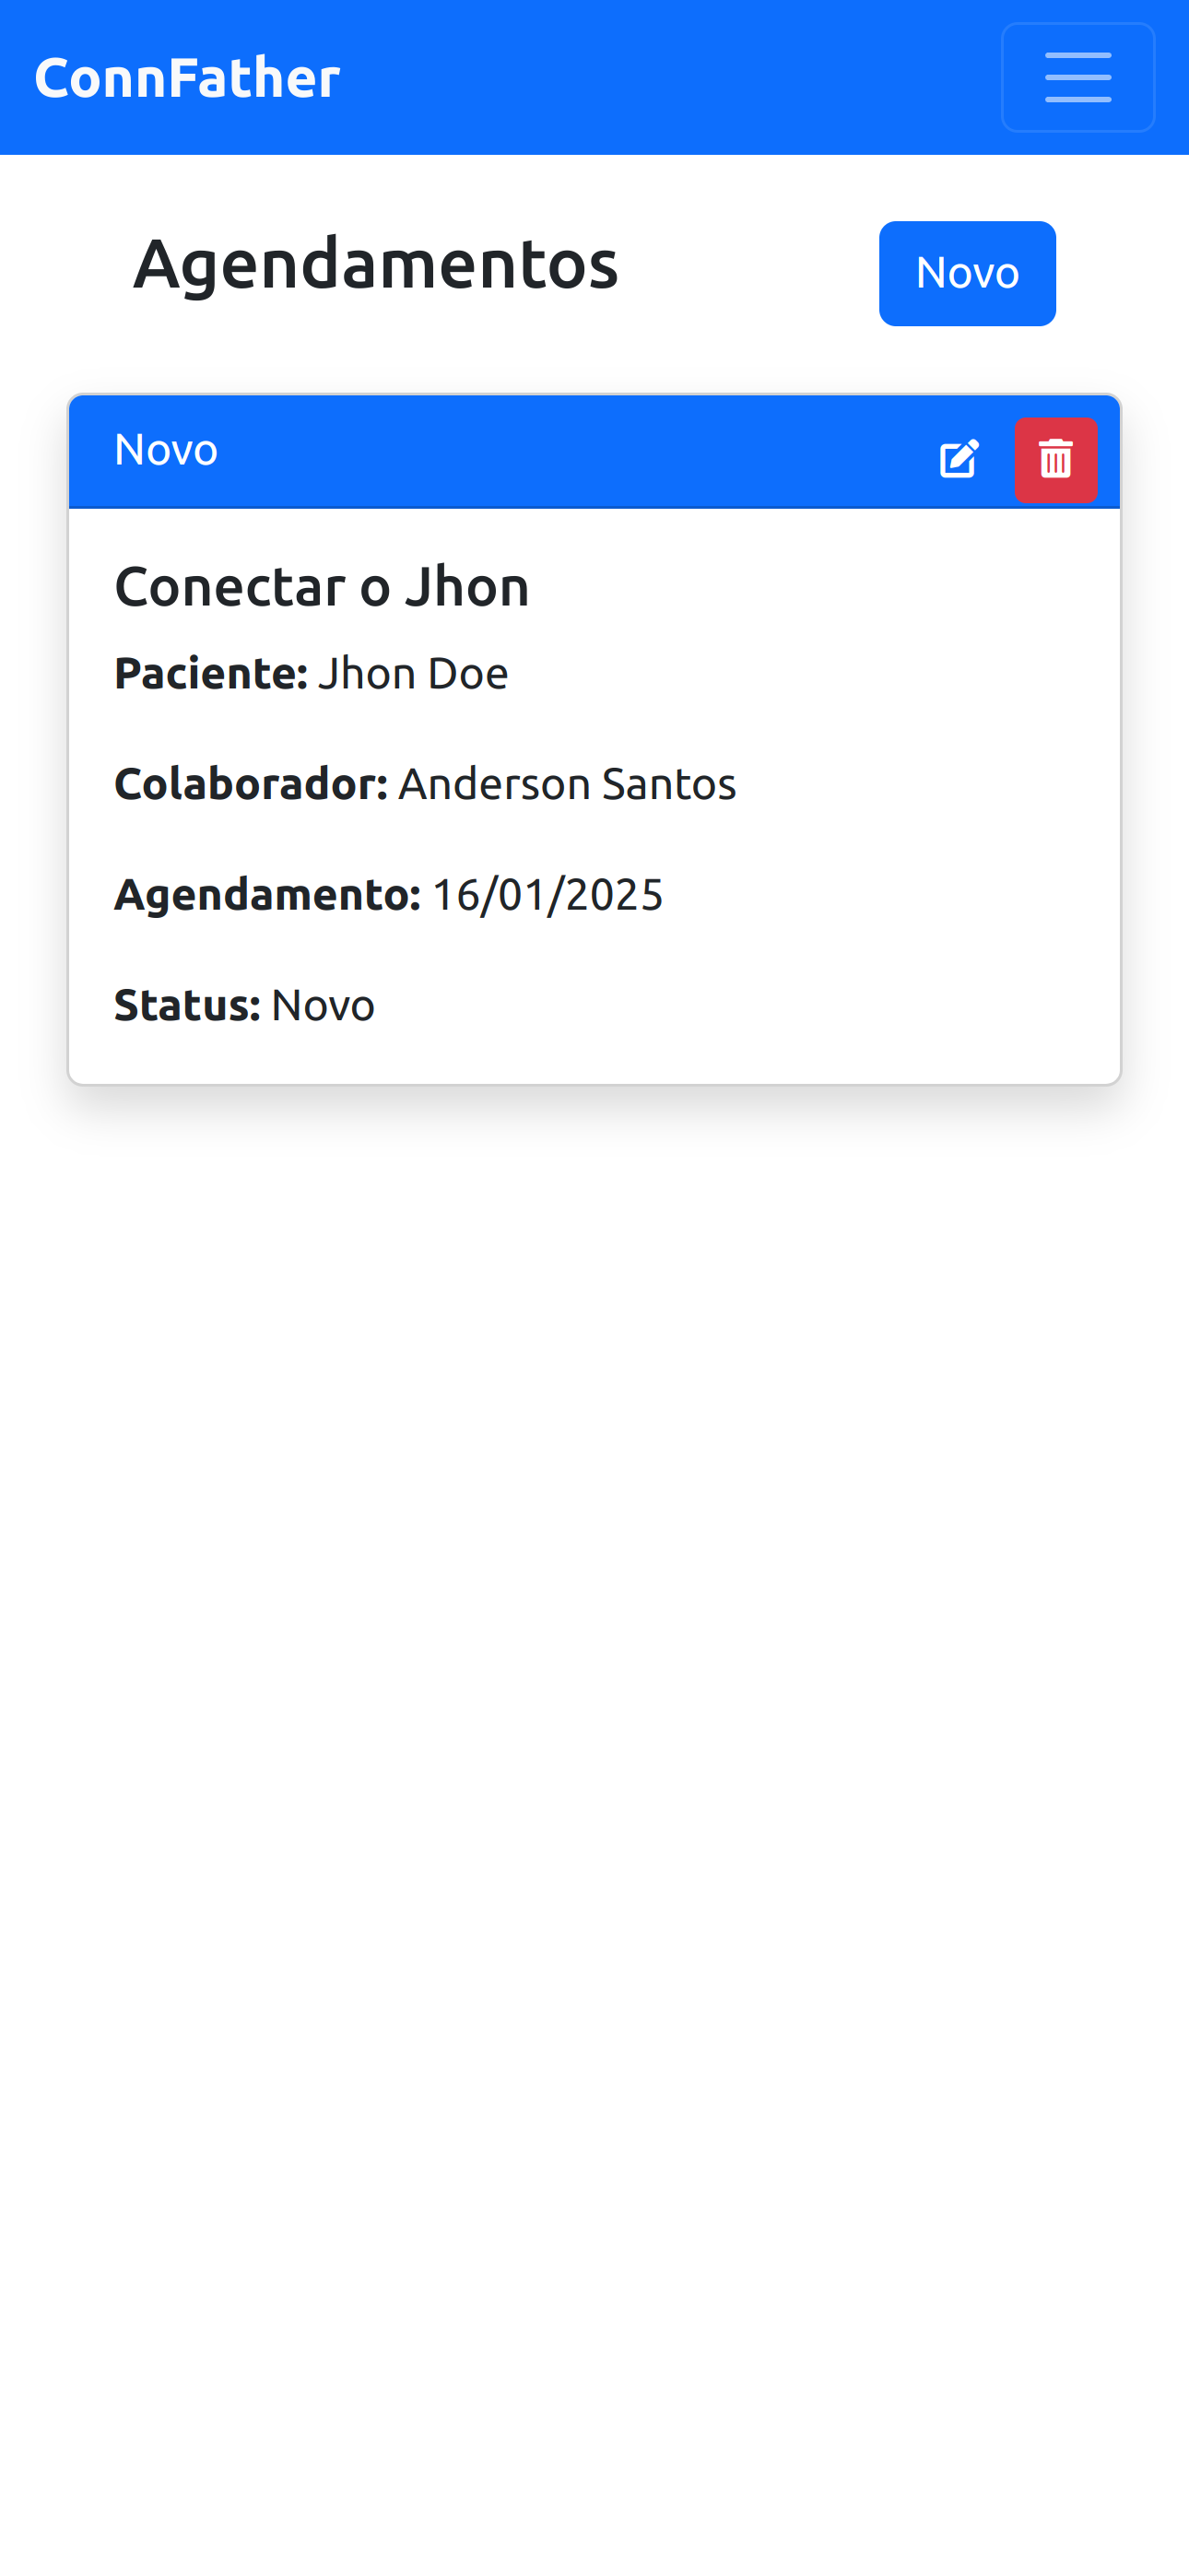 ConnFather
Agendamentos
Novo
Novo
Conectar o Jhon
Paciente: Jhon Doe
Colaborador: Anderson Santos
Agendamento: 16/01/2025
Status: Novo